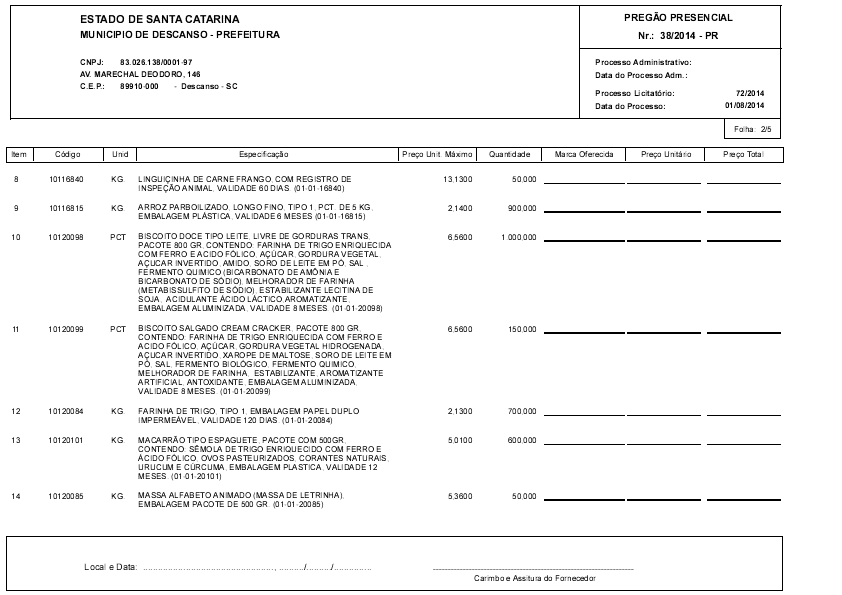 ESTADO DE SANTA CATARINA
MUNICIPIO DE DESCANSO - PREFEITURA
CNPJ: 83.026.138/0001-97
AV. MARECHAL DEODORO, 146
C.E.P.: 89910-000 - Descanso - SC
PREGÃO PRESENCIAL
Nr.: 38/2014 - PR
Processo Administrativo:
Data do Processo Adm.:
Processo Licitatório: 72/2014
Data do Processo: 01/08/2014
Folha: 2/5
Item Código Unid Especificação Preço Unit. Máximo Quantidade Marca Oferecida Preço Unitário Preço Total
8 10116840 KG. LINGUIÇINHA DE CARNE FRANGO, COM REGISTRO DE 13,1300 50,000
INSPEÇÃO ANIMAL, VALIDADE 60 DIAS. (01-01-16840)
9 10116815 KG. ARROZ PARBOILIZADO, LONGO FINO, TIPO 1, PCT. DE 5 KG. 2,1400 900,000
EMBALAGEM PLÁSTICA, VALIDADE 6 MESES (01-01-16815)
10 10120098 PCT BISCOITO DOCE TIPO LEITE, LIVRE DE GORDURAS TRANS, 6,5600 1.000,000
PACOTE 800 GR, CONTENDO: FARINHA DE TRIGO ENRIQUECIDA
COM FERRO E ACIDO FÓLICO, AÇÚCAR, GORDURA VEGETAL,
AÇUCAR INVERTIDO, AMIDO, SORO DE LEITE EM PÓ, SAL ,
FERMENTO QUIMICO (BICARBONATO DE AMÔNIA E
BICARBONATO DE SÓDIO), MELHORADOR DE FARINHA
(METABISSULFITO DE SÓDIO), ESTABILIZANTE LECITINA DE
SOJA, ACIDULANTE ÁCIDO LÁCTICO,AROMATIZANTE,
EMBALAGEM ALUMINIZADA, VALIDADE 8 MESES. (01-01-20098)
11 10120099 PCT BISCOITO SALGADO CREAM CRACKER, PACOTE 800 GR, 6,5600 150,000
CONTENDO: FARINHA DE TRIGO ENRIQUECIDA COM FERRO E
ACIDO FÓLICO, AÇÚCAR, GORDURA VEGETAL HIDROGENADA,
AÇUCAR INVERTIDO, XAROPE DE MALTOSE, SORO DE LEITE EM
PÓ, SAL, FERMENTO BIOLÓGICO, FERMENTO QUIMICO,
MELHORADOR DE FARINHA, ESTABILIZANTE, AROMATIZANTE
ARTIFICIAL, ANTOXIDANTE, EMBALAGEM ALUMINIZADA,
VALIDADE 8 MESES. (01-01-20099)
12 10120084 KG. FARINHA DE TRIGO, TIPO 1, EMBALAGEM PAPEL DUPLO 2,1300 700,000
IMPERMEÁVEL, VALIDADE 120 DIAS. (01-01-20084)
13 10120101 KG. MACARRÃO TIPO ESPAGUETE, PACOTE COM 500GR, 5,0100 600,000
CONTENDO: SÊMOLA DE TRIGO ENRIQUECIDO COM FERRO E
ÁCIDO FÓLICO, OVOS PASTEURIZADOS, CORANTES NATURAIS,
URUCUM E CÚRCUMA, EMBALAGEM PLASTICA, VALIDADE 12
MESES. (01-01-20101)
14 10120085 KG. MASSA ALFABETO ANIMADO (MASSA DE LETRINHA). 5,3600 50,000
EMBALAGEM PACOTE DE 500 GR. (01-01-20085)
Local e Data: ............................................., ........../........../...............
Carimbo e Assitura do Fornecedor